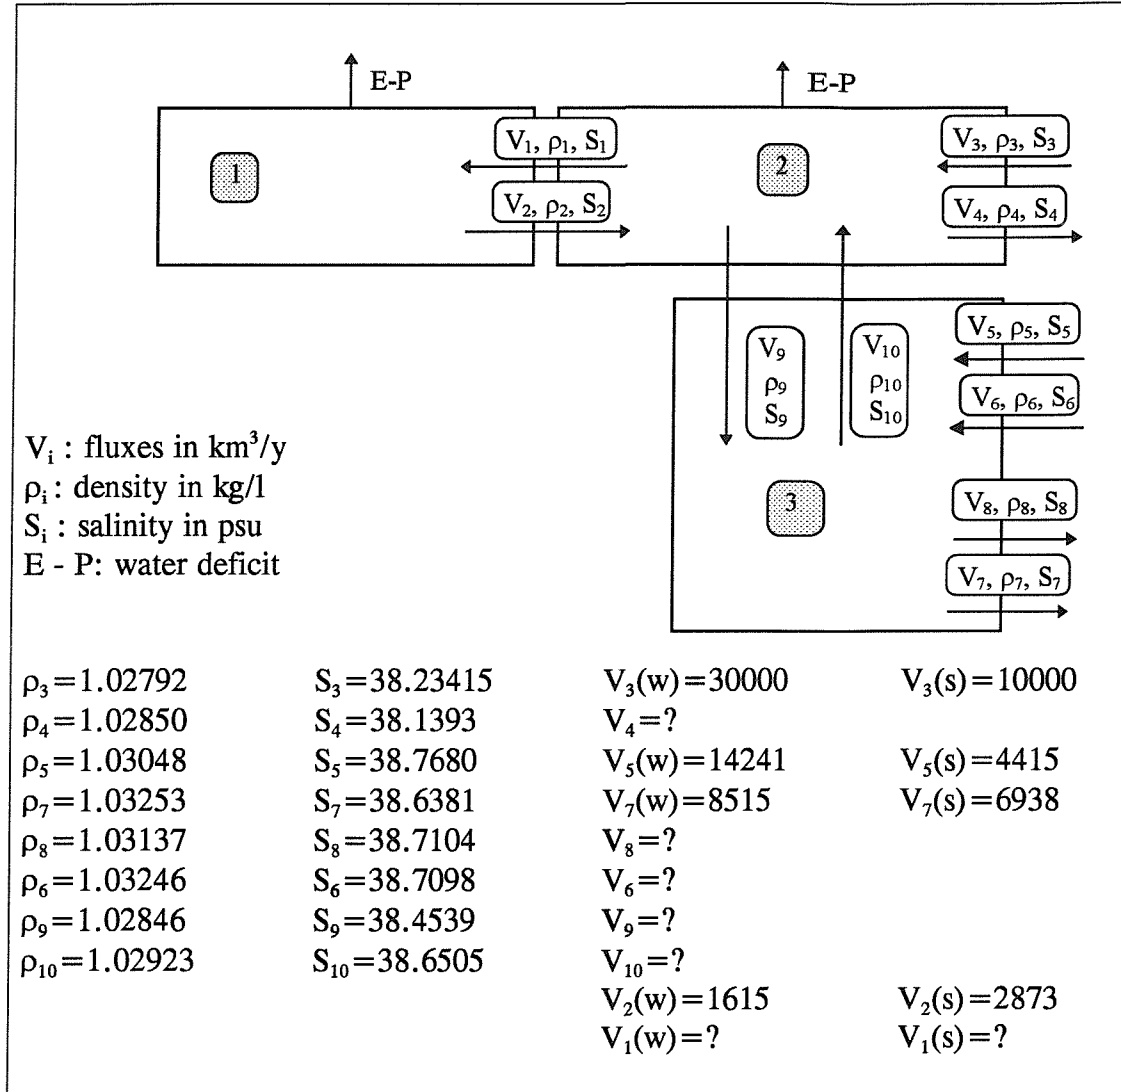 E-P
E-P
V₁, ρ₁, S₁
V₃, ρ₃, S₃
1
2
V₂, ρ₂, S₂
V₄, ρ₄, S₄
V₅, ρ₅, S₅
V₉
ρ₉
S₉
V₁₀
ρ₁₀
S₁₀
V₆, ρ₆, S₆
Vᵢ : fluxes in km³/y
ρᵢ : density in kg/l
Sᵢ : salinity in psu
E - P: water deficit
3
V₈, ρ₈, S₈
V₇, ρ₇, S₇
ρ₃=1.02792 S₃=38.23415 V₃(w)=30000 V₃(s)=10000
ρ₄=1.02850 S₄=38.1393 V₄=?
ρ₅=1.03048 S₅=38.7680 V₅(w)=14241 V₅(s)=4415
ρ₇=1.03253 S₇=38.6381 V₇(w)=8515 V₇(s)=6938
ρ₈=1.03137 S₈=38.7104 V₈=?
ρ₆=1.03246 S₆=38.7098 V₆=?
ρ₉=1.02846 S₉=38.4539 V₉=?
ρ₁₀=1.02923 S₁₀=38.6505 V₁₀=?
V₂(w)=1615 V₂(s)=2873
V₁(w)=? V₁(s)=?